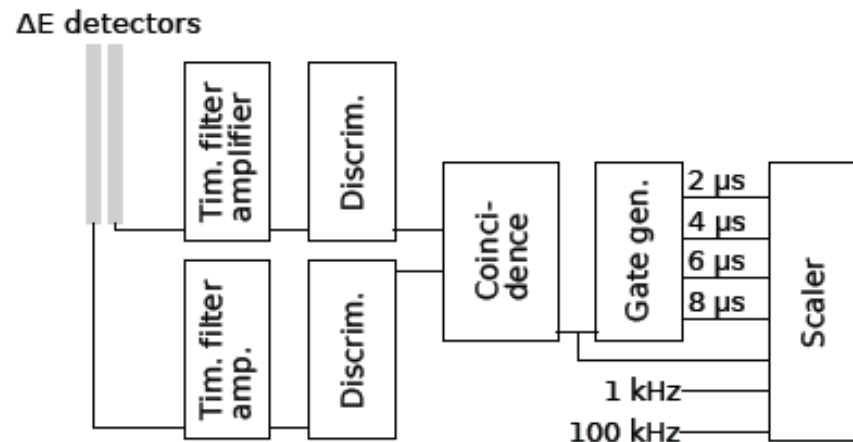 ΔE detectors
Tim. filter
amplifier
Discrim.
Tim. filter
amp.
Discrim.
Coinci-
dence
Gate gen.
2 μs
4 μs
6 μs
8 μs
1 kHz
100 kHz
Scaler